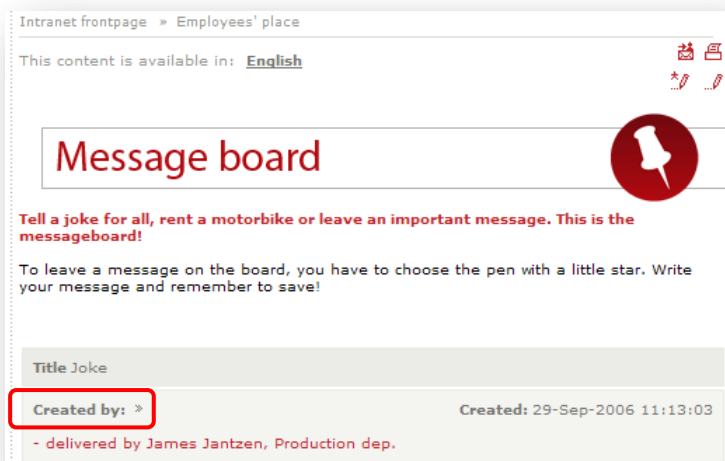 Intranet frontpage » Employees' place
This content is available in: English
Message board
Tell a joke for all, rent a motorbike or leave an important message. This is the
messageboard!
To leave a message on the board, you have to choose the pen with a little star. Write
your message and remember to save!
Title Joke
Created by: » Created: 29-Sep-2006 11:13:03
- delivered by James Jantzen, Production dep.